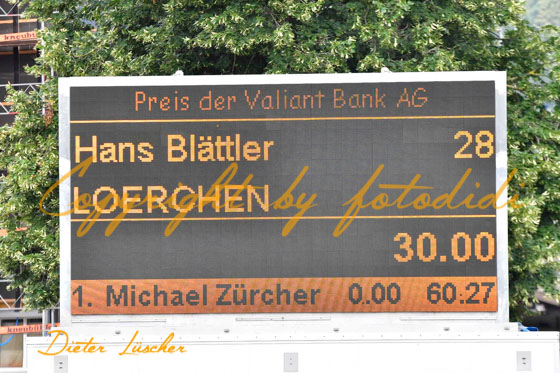 Preis der Valiant Bank AG
Hans Blättler 28
LOERCHEN
Copyright by fotodidi
30.00
1. Michael Zürcher 0.00 60:27
Dieter Lüscher